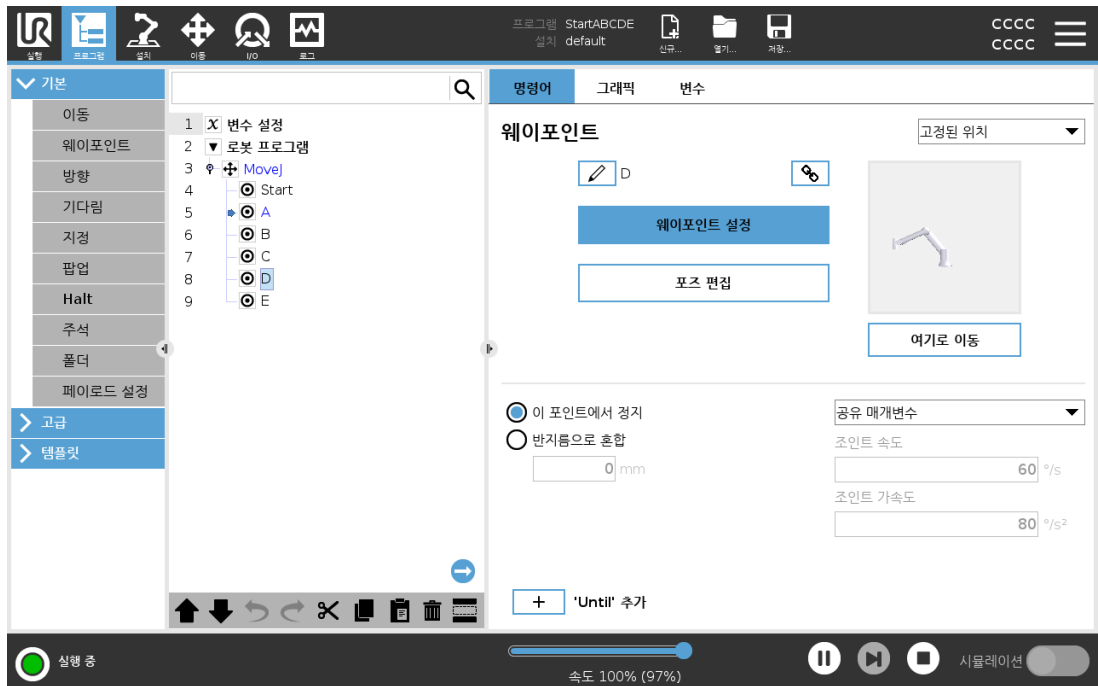 프로그램 StartABCDE
설치 default
CCCC
CCCC
실행 프로그램 설치 이동 I/O 로그 신규... 열기... 저장...
기본
이동
웨이포인트
방향
기다림
지정
팝업
Halt
주석
폴더
페이로드 설정
고급
템플릿
1 x 변수 설정
2 로봇 프로그램
3 MoveJ
4 Start
5 A
6 B
7 C
8 D
9 E
명령어 그래픽 변수
웨이포인트 고정된 위치
D
웨이포인트 설정
포즈 편집
여기로 이동
이 포인트에서 정지 공유 매개변수
반지름으로 혼합 조인트 속도
0 mm 60 °/s
조인트 가속도
80 °/s²
+ 'Until' 추가
실행 중
속도 100% (97%)
시뮬레이션